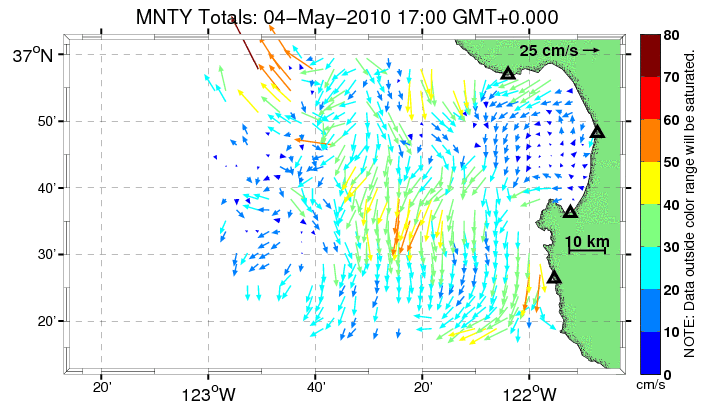 MNTY Totals: 04-May-2010 17:00 GMT+0.000
37°N
50'
40'
30'
20'
20'
123°W
40'
20'
122°W
25 cm/s
10 km
80
70
60
50
40
30
20
10
0
cm/s
NOTE: Data outside color range will be saturated.